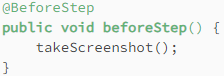 @BeforeStep
public void beforeStep() {
    takeScreenshot();
}